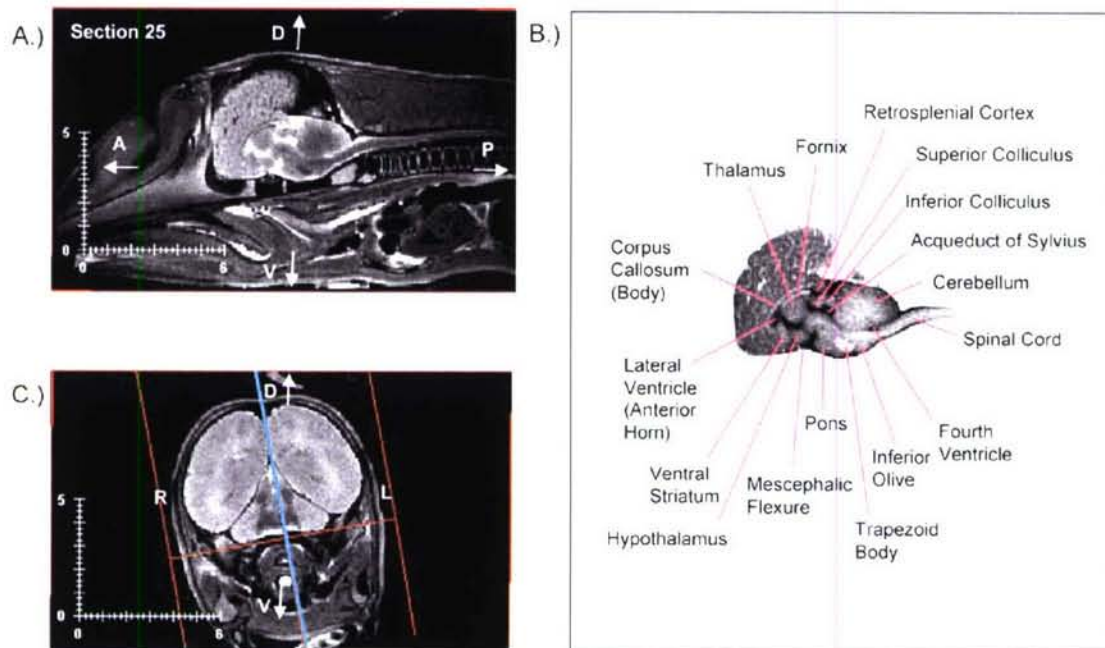 A.)
Section 25
D
A
P
V
5
0
0
6
B.)
Retrosplenial Cortex
Fornix
Superior Colliculus
Thalamus
Inferior Colliculus
Corpus
Callosum
(Body)
Acqueduct of Sylvius
Cerebellum
Spinal Cord
Lateral
Ventricle
(Anterior
Horn)
Pons
Fourth
Ventricle
Inferior
Olive
Ventral
Striatum
Mescephalic
Flexure
Hypothalamus
Trapezoid
Body
C.)
D
R
L
V
5
0
0
6